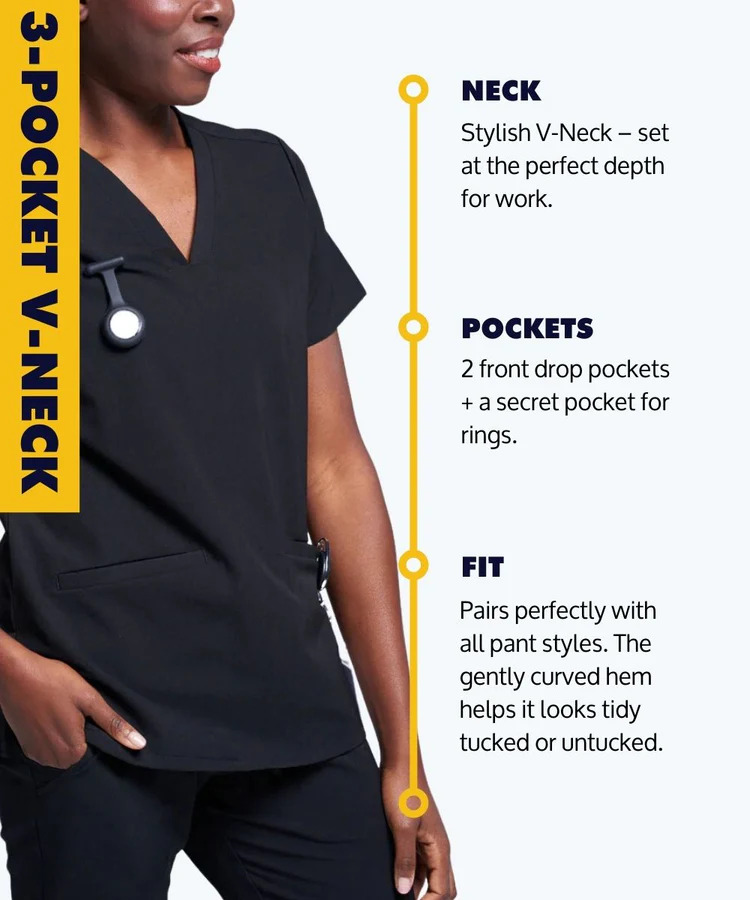 3-POCKET V-NECK
NECK
Stylish V-Neck – set
at the perfect depth
for work.
POCKETS
2 front drop pockets
+ a secret pocket for
rings.
FIT
Pairs perfectly with
all pant styles. The
gently curved hem
helps it looks tidy
tucked or untucked.